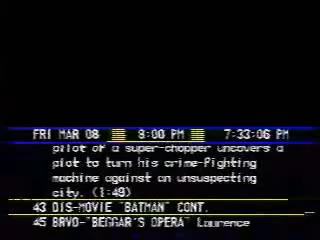 FRI MAR 08 8:00 PM 7:33:06 PM
pilot of a super-chopper uncovers a
plot to turn his crime-fighting
machine against an unsuspecting
city. (1:49)
43 DIS-MOVIE "BATMAN" CONT.
45 BRVO-"BEGGAR'S OPERA" Laurence